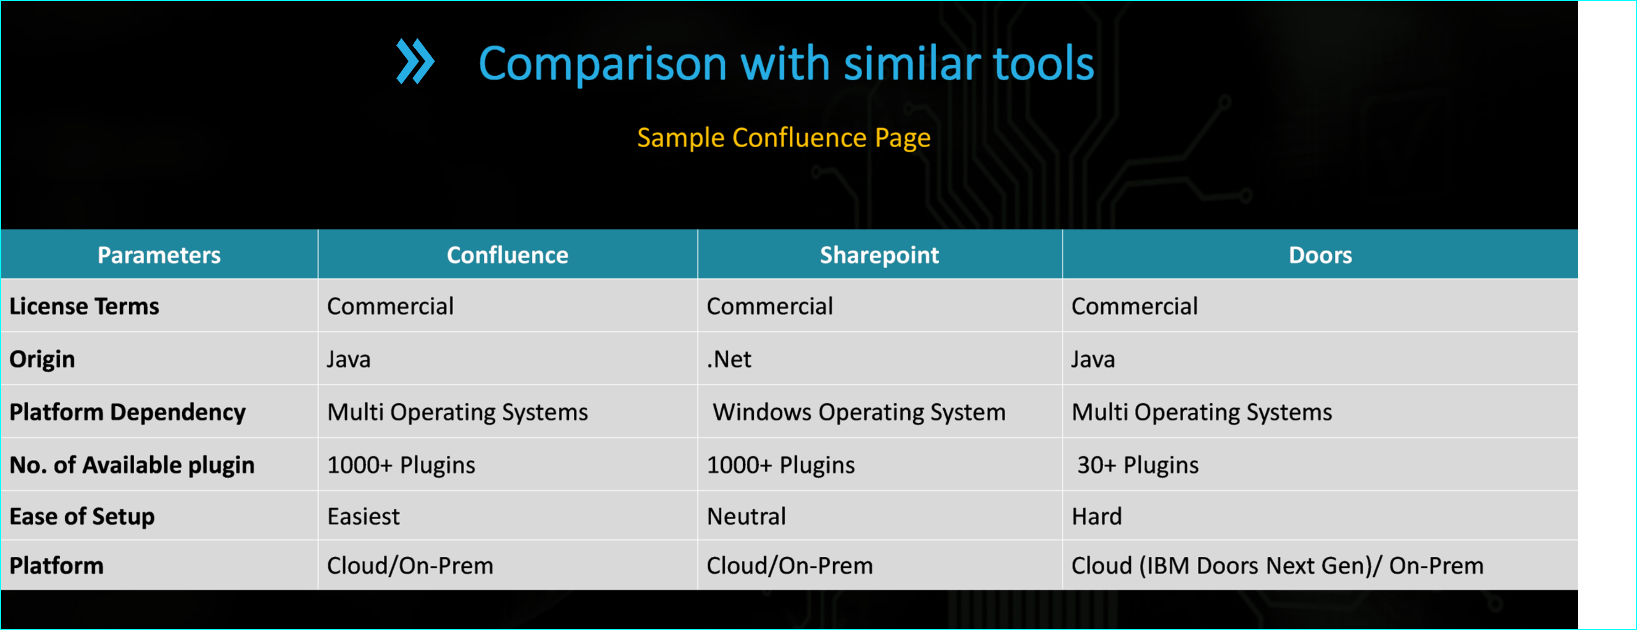 Comparison with similar tools
Sample Confluence Page
Parameters Confluence Sharepoint Doors
License Terms Commercial Commercial Commercial
Origin Java .Net Java
Platform Dependency Multi Operating Systems Windows Operating System Multi Operating Systems
No. of Available plugin 1000+ Plugins 1000+ Plugins 30+ Plugins
Ease of Setup Easiest Neutral Hard
Platform Cloud/On-Prem Cloud/On-Prem Cloud (IBM Doors Next Gen)/ On-Prem